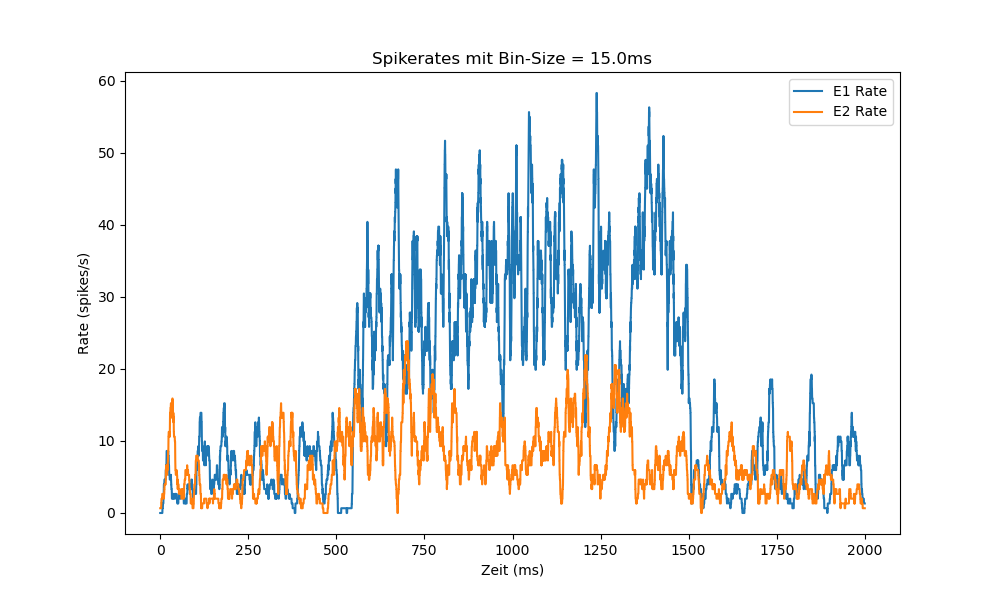 Spikerates mit Bin-Size = 15.0ms
E1 Rate
E2 Rate
60
50
40
30
20
10
0
Rate (spikes/s)
0 250 500 750 1000 1250 1500 1750 2000
Zeit (ms)